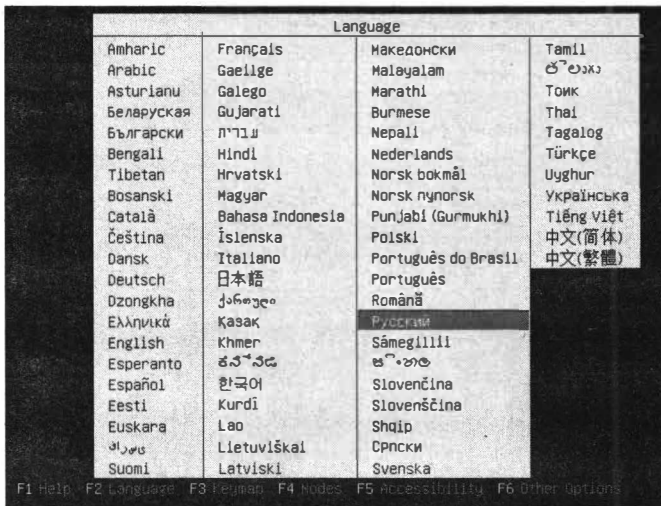 Language
Amharic
Arabic
Asturianu
Беларуская
Български
Bengali
Tibetan
Bosanski
Català
Čeština
Dansk
Deutsch
Dzongkha
Ελληνικά
English
Esperanto
Español
Eesti
Euskara
Suomi
Français
Gaeilge
Galego
Gujarati
עברית
Hindi
Hrvatski
Magyar
Bahasa Indonesia
Íslenska
Italiano
日本語
ქართული
Қазақ
Khmer
한국어
Kurdî
Lao
Lietuviškai
Latviski
Македонски
Malayalam
Marathi
Burmese
Nepali
Nederlands
Norsk bokmål
Norsk nynorsk
Punjabi (Gurmukhi)
Polski
Português do Brasil
Português
Română
Русский
Sámegillii
Slovenčina
Slovenščina
Shqip
Српски
Svenska
Tamil
Тоик
Thai
Tagalog
Türkçe
Uyghur
Українська
Tiếng Việt
中文(简体)
中文(繁體)
F1 Help F2 Language F3 Keymap F4 Modes F5 Accessibility F6 Other Options